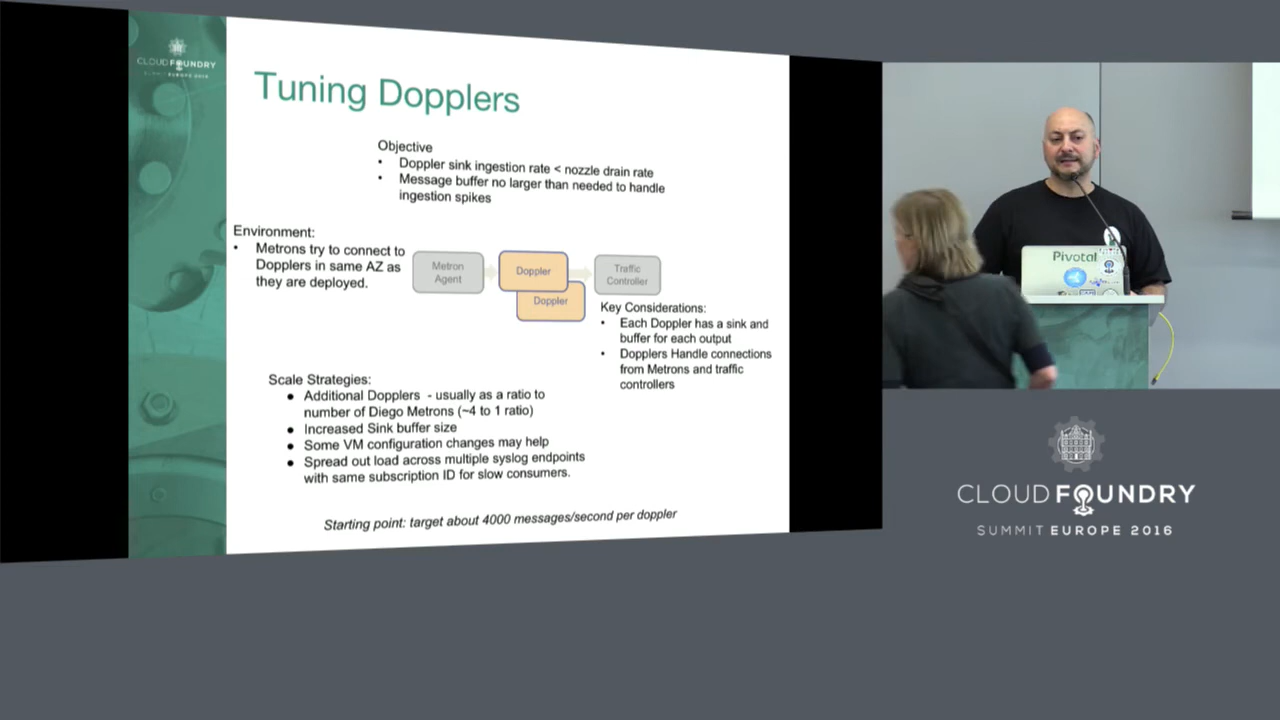 CLOUD FOUNDRY
SUMMIT EUROPE 2016
Tuning Dopplers
Objective
• Doppler sink ingestion rate < nozzle drain rate
• Message buffer no larger than needed to handle
ingestion spikes
Environment:
• Metrons try to connect to
Dopplers in same AZ as
they are deployed.
Metron
Agent
Doppler
Doppler
Traffic
Controller
Key Considerations:
• Each Doppler has a sink and
buffer for each output
• Dopplers Handle connections
from Metrons and traffic
controllers
Scale Strategies:
● Additional Dopplers - usually as a ratio to
number of Diego Metrons (~4 to 1 ratio)
● Increased Sink buffer size
● Some VM configuration changes may help
● Spread out load across multiple syslog endpoints
with same subscription ID for slow consumers.
Starting point: target about 4000 messages/second per doppler
Pivotal
CLOUD FOUNDRY
SUMMIT EUROPE 2016